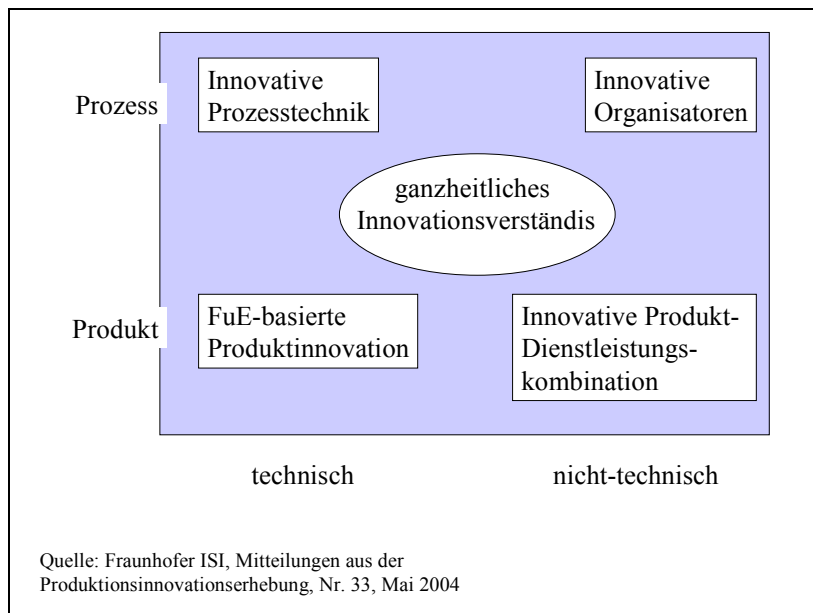 Prozess
Innovative
Prozesstechnik
Innovative
Organisatoren
ganzheitliches
Innovationsverständis
Produkt
FuE-basierte
Produktinnovation
Innovative Produkt-
Dienstleistungs-
kombination
technisch
nicht-technisch
Quelle: Fraunhofer ISI, Mitteilungen aus der
Produktionsinnovationserhebung, Nr. 33, Mai 2004